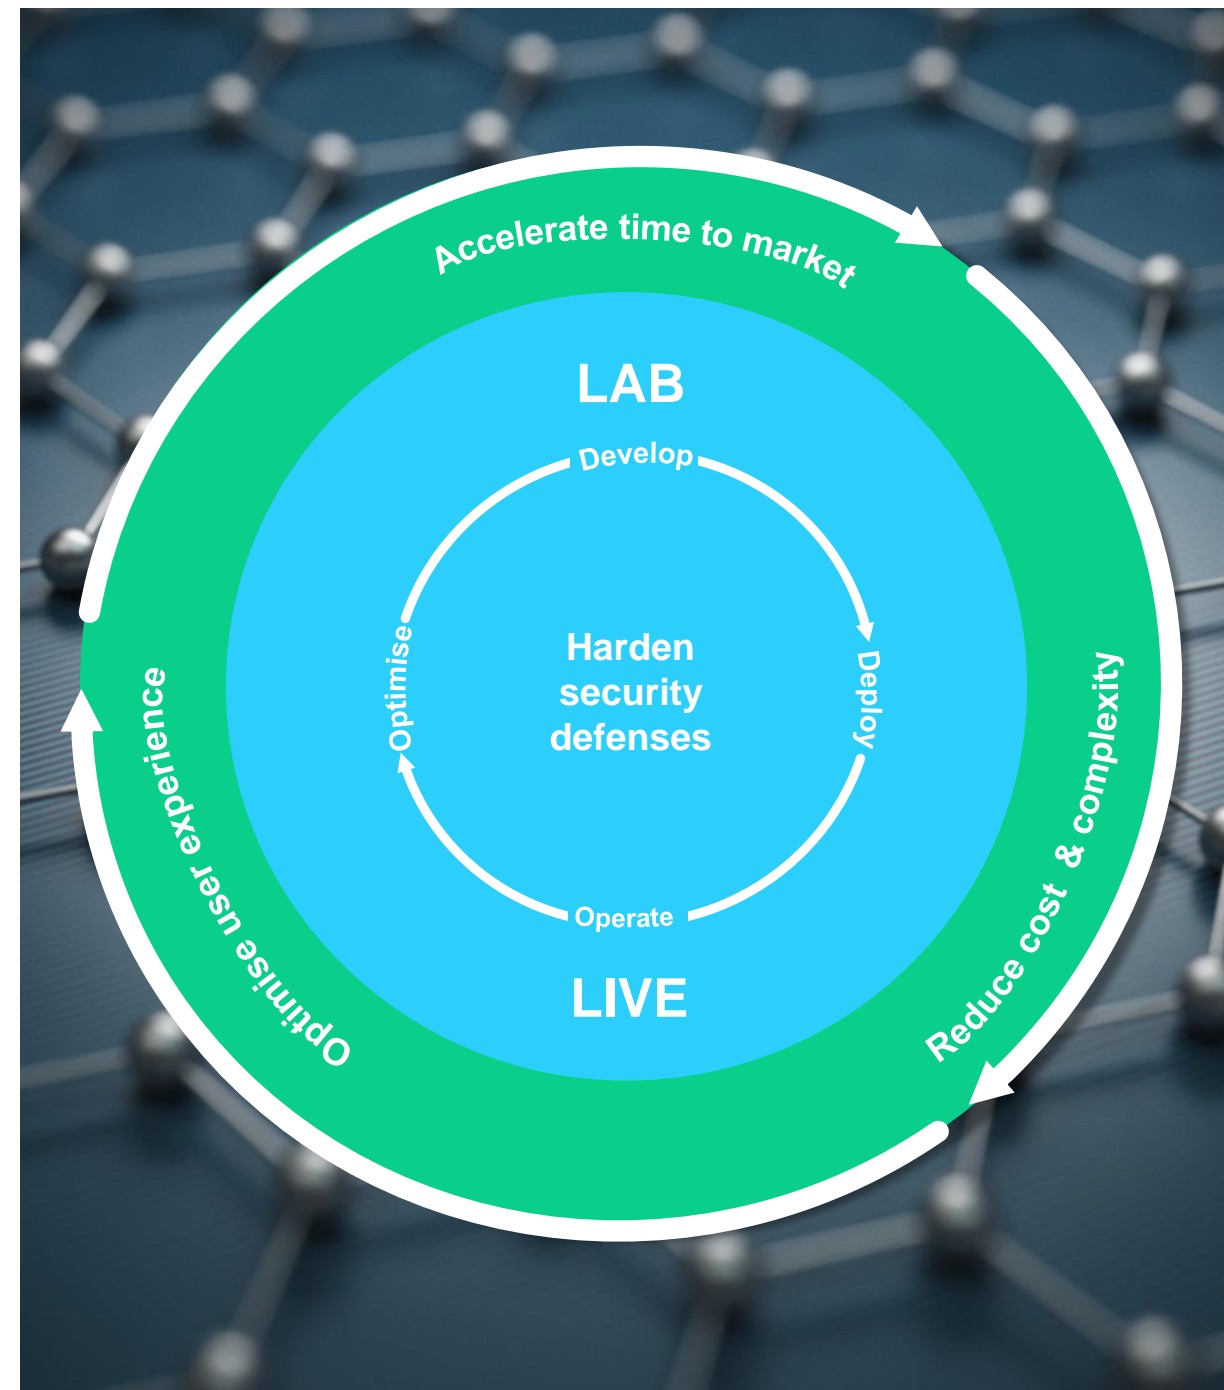 Accelerate time to market
LAB
Develop
Optimise
Harden
security
defenses
Deploy
Operate
LIVE
Optimise user experience
Reduce cost & complexity